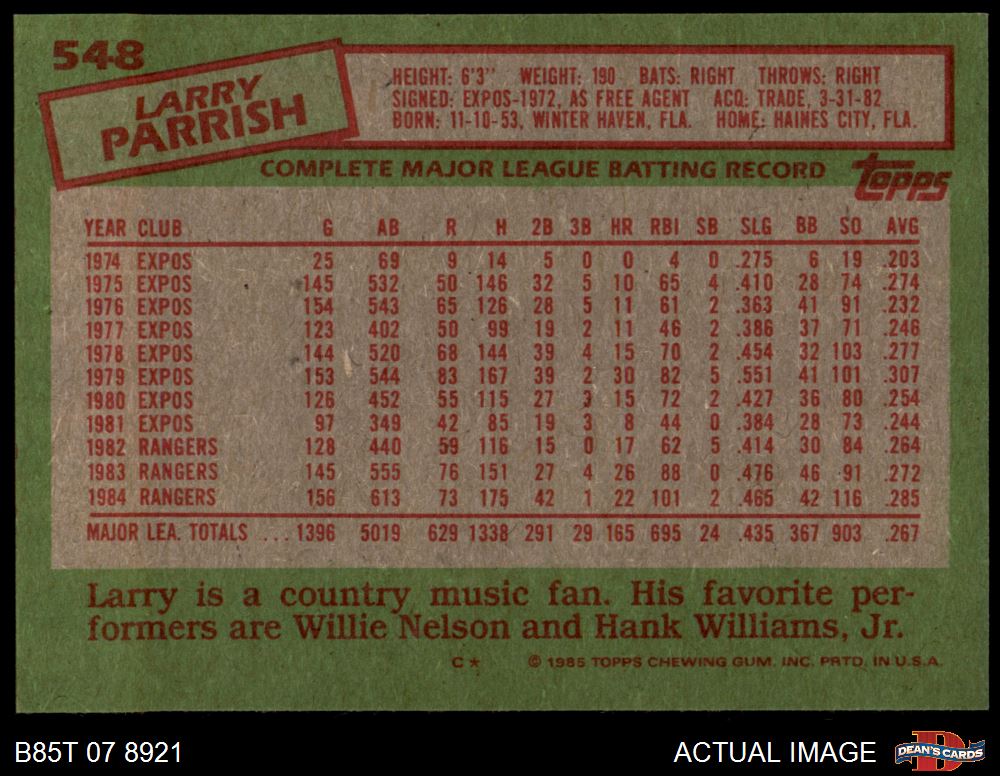 548
LARRY
PARRISH
HEIGHT: 6'3" WEIGHT: 190 BATS: RIGHT THROWS: RIGHT
SIGNED: EXPOS-1972, AS FREE AGENT ACQ: TRADE, 3-31-82
BORN: 11-10-53, WINTER HAVEN, FLA. HOME: HAINES CITY, FLA.
COMPLETE MAJOR LEAGUE BATTING RECORD
topps
YEAR CLUB G AB R H 2B 3B HR RBI SB SLG BB SO AVG
1974 EXPOS 25 69 9 14 5 0 0 4 0 .275 6 19 .203
1975 EXPOS 145 532 50 146 32 5 10 65 4 .410 28 74 .274
1976 EXPOS 154 543 65 126 28 5 11 61 2 .363 41 91 .232
1977 EXPOS 123 402 50 99 19 2 11 46 2 .386 37 71 .246
1978 EXPOS 144 520 68 144 39 4 15 70 2 .454 32 103 .277
1979 EXPOS 153 544 83 167 39 2 30 82 5 .551 41 101 .307
1980 EXPOS 126 452 55 115 27 3 15 72 2 .427 36 80 .254
1981 EXPOS 97 349 42 85 19 3 8 44 0 .384 28 73 .244
1982 RANGERS 128 440 59 116 15 0 17 62 5 .414 30 84 .264
1983 RANGERS 145 555 76 151 27 4 26 88 0 .476 46 91 .272
1984 RANGERS 156 613 73 175 42 1 22 101 2 .465 42 116 .285
MAJOR LEA. TOTALS ... 1396 5019 629 1338 291 29 165 695 24 .435 367 903 .267
Larry is a country music fan. His favorite per-
formers are Willie Nelson and Hank Williams, Jr.
C* © 1985 TOPPS CHEWING GUM, INC. PRTD. IN U.S.A.
B85T 07 8921 ACTUAL IMAGE DEAN'S CARDS